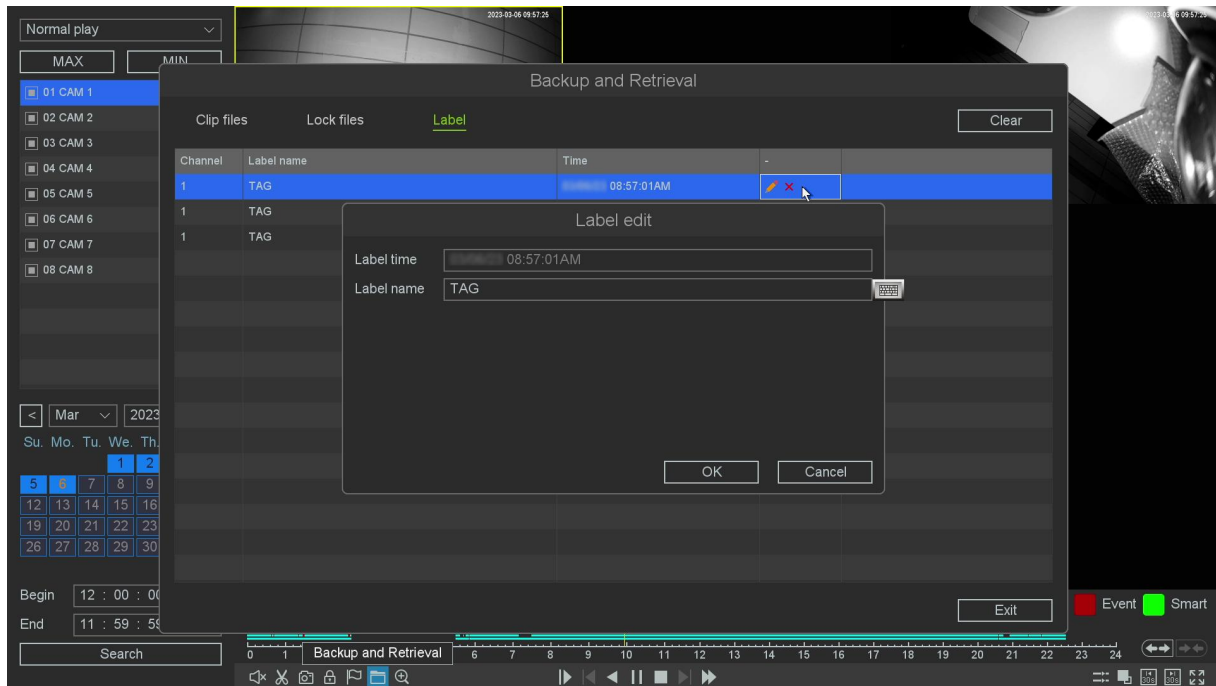 Normal play
2023-03-06 09:57:25
MAX
MIN
01 CAM 1
02 CAM 2
03 CAM 3
04 CAM 4
05 CAM 5
06 CAM 6
07 CAM 7
08 CAM 8
Backup and Retrieval
Clip files Lock files Label Clear
Channel Label name Time -
1 TAG 08:57:01AM
1 TAG
1 TAG
Label edit
Label time 08:57:01AM
Label name TAG
OK Cancel
Exit
< Mar 2023
Su. Mo. Tu. We. Th.
1 2
5 6 7 8 9
12 13 14 15 16
19 20 21 22 23
26 27 28 29 30
Begin 12 : 00 : 00
End 11 : 59 : 59
Search
Event Smart
0 1 Backup and Retrieval 6 7 8 9 10 11 12 13 14 15 16 17 18 19 20 21 22 23 24
30s 30s